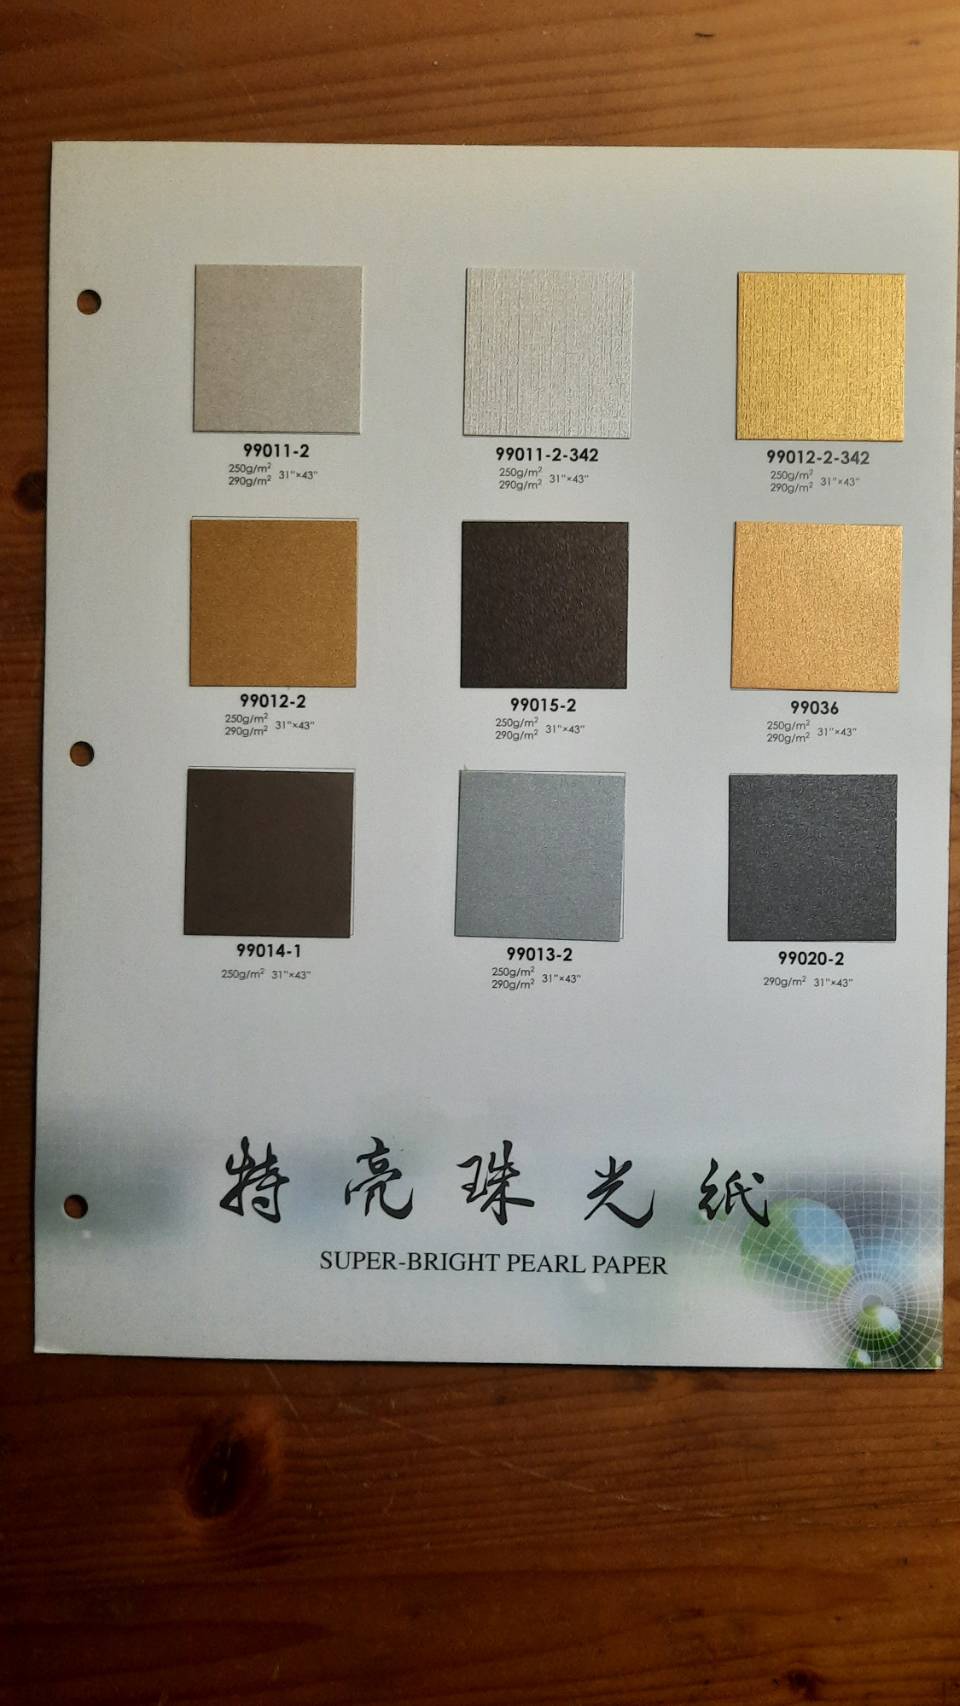 99011-2
250g/m²
290g/m² 31"×43"
99011-2-342
250g/m²
290g/m² 31"×43"
99012-2-342
250g/m²
290g/m² 31"×43"
99012-2
250g/m²
290g/m² 31"×43"
99015-2
250g/m²
290g/m² 31"×43"
99036
250g/m²
290g/m² 31"×43"
99014-1
250g/m² 31"×43"
99013-2
250g/m²
290g/m² 31"×43"
99020-2
290g/m² 31"×43"
特亮珠光紙
SUPER-BRIGHT PEARL PAPER